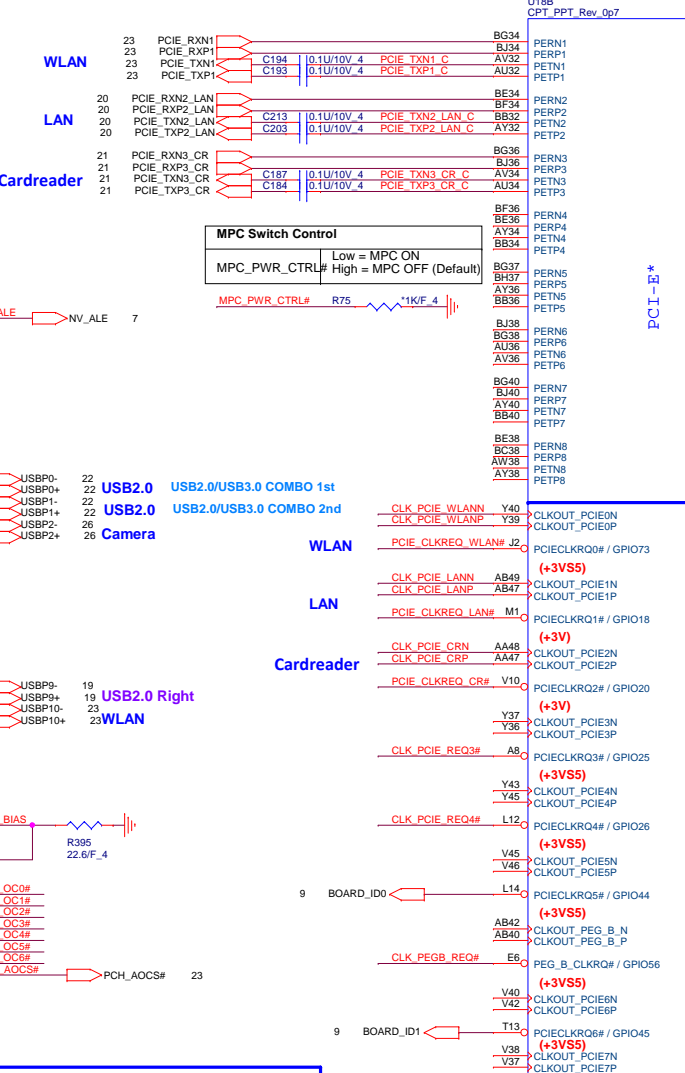 U18B
CPT_PPT_Rev_0p7
WLAN
23 PCIE_RXN1 BG34 PERN1
23 PCIE_RXP1 BJ34 PERP1
23 PCIE_TXN1 C194 0.1U/10V_4 PCIE_TXN1_C AV32 PETN1
23 PCIE_TXP1 C193 0.1U/10V_4 PCIE_TXP1_C AU32 PETP1
LAN
20 PCIE_RXN2_LAN BE34 PERN2
20 PCIE_RXP2_LAN BF34 PERP2
20 PCIE_TXN2_LAN C213 0.1U/10V_4 PCIE_TXN2_LAN_C BB32 PETN2
20 PCIE_TXP2_LAN C203 0.1U/10V_4 PCIE_TXP2_LAN_C AY32 PETP2
Cardreader
21 PCIE_RXN3_CR BG36 PERN3
21 PCIE_RXP3_CR BJ36 PERP3
21 PCIE_TXN3_CR C187 0.1U/10V_4 PCIE_TXN3_CR_C AV34 PETN3
21 PCIE_TXP3_CR C184 0.1U/10V_4 PCIE_TXP3_CR_C AU34 PETP3
BF36 PERN4
BE36 PERP4
AY34 PETN4
BB34 PETP4
MPC Switch Control
MPC_PWR_CTRL# Low = MPC ON
High = MPC OFF (Default)
BG37 PERN5
BH37 PERP5
AY36 PETN5
BB36 PETP5
MPC_PWR_CTRL# R75 *1K/F_4
PCI-E*
ALE NV_ALE 7
BJ38 PERN6
BG38 PERP6
AU36 PETN6
AV36 PETP6
BG40 PERN7
BJ40 PERP7
AY40 PETN7
BB40 PETP7
BE38 PERN8
BC38 PERP8
AW38 PETN8
AY38 PETP8
USBP0- 22
USBP0+ 22 USB2.0 USB2.0/USB3.0 COMBO 1st
USBP1- 22
USBP1+ 22 USB2.0 USB2.0/USB3.0 COMBO 2nd
USBP2- 26
USBP2+ 26 Camera
CLK_PCIE_WLANN Y40 CLKOUT_PCIE0N
CLK_PCIE_WLANP Y39 CLKOUT_PCIE0P
WLAN PCIE_CLKREQ_WLAN# J2 PCIECLKRQ0# / GPIO73
(+3VS5)
CLK_PCIE_LANN AB49 CLKOUT_PCIE1N
CLK_PCIE_LANP AB47 CLKOUT_PCIE1P
LAN PCIE_CLKREQ_LAN# M1 PCIECLKRQ1# / GPIO18
(+3V)
CLK_PCIE_CRN AA48 CLKOUT_PCIE2N
CLK_PCIE_CRP AA47 CLKOUT_PCIE2P
Cardreader PCIE_CLKREQ_CR# V10 PCIECLKRQ2# / GPIO20
(+3V)
USBP9- 19
USBP9+ 19 USB2.0 Right
USBP10- 23
USBP10+ 23 WLAN
Y37 CLKOUT_PCIE3N
Y36 CLKOUT_PCIE3P
CLK_PCIE_REQ3# A8 PCIECLKRQ3# / GPIO25
(+3VS5)
Y43 CLKOUT_PCIE4N
Y45 CLKOUT_PCIE4P
CLK_PCIE_REQ4# L12 PCIECLKRQ4# / GPIO26
(+3VS5)
BIAS
R395
22.6/F_4
V45 CLKOUT_PCIE5N
V46 CLKOUT_PCIE5P
9 BOARD_ID0 L14 PCIECLKRQ5# / GPIO44
(+3VS5)
OC0#
OC1#
OC2#
OC3#
OC4#
OC5#
OC6#
AOCS# PCH_AOCS# 23
AB42 CLKOUT_PEG_B_N
AB40 CLKOUT_PEG_B_P
CLK_PEGB_REQ# E6 PEG_B_CLKRQ# / GPIO56
(+3VS5)
V40 CLKOUT_PCIE6N
V42 CLKOUT_PCIE6P
9 BOARD_ID1 T13 PCIECLKRQ6# / GPIO45
(+3VS5)
V38 CLKOUT_PCIE7N
V37 CLKOUT_PCIE7P